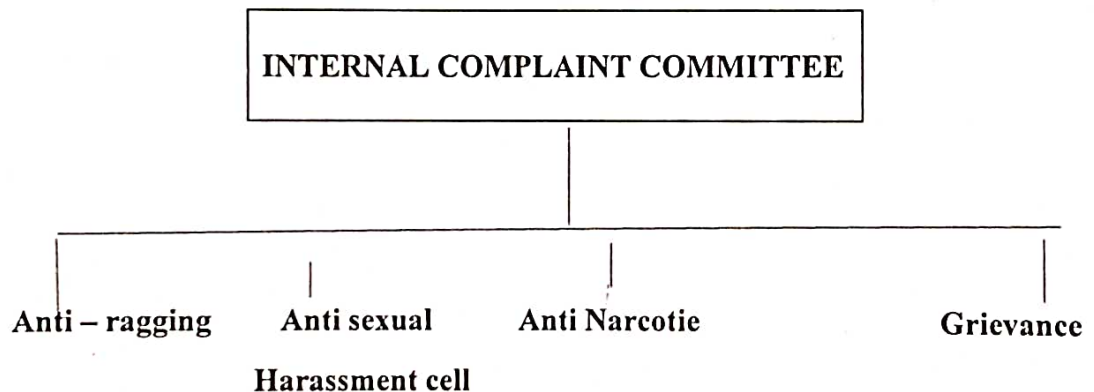 INTERNAL COMPLAINT COMMITTEE
Anti – ragging Anti sexual Anti Narcotie Grievance
Harassment cell